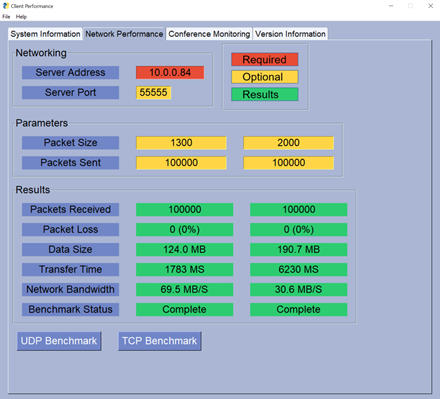 Client Performance
File Help
System Information Network Performance Conference Monitoring Version Information
Networking
Server Address 10.0.0.84
Server Port 55555
Required
Optional
Results
Parameters
Packet Size 1300 2000
Packets Sent 100000 100000
Results
Packets Received 100000 100000
Packet Loss 0 (0%) 0 (0%)
Data Size 124.0 MB 190.7 MB
Transfer Time 1783 MS 6230 MS
Network Bandwidth 69.5 MB/S 30.6 MB/S
Benchmark Status Complete Complete
UDP Benchmark TCP Benchmark